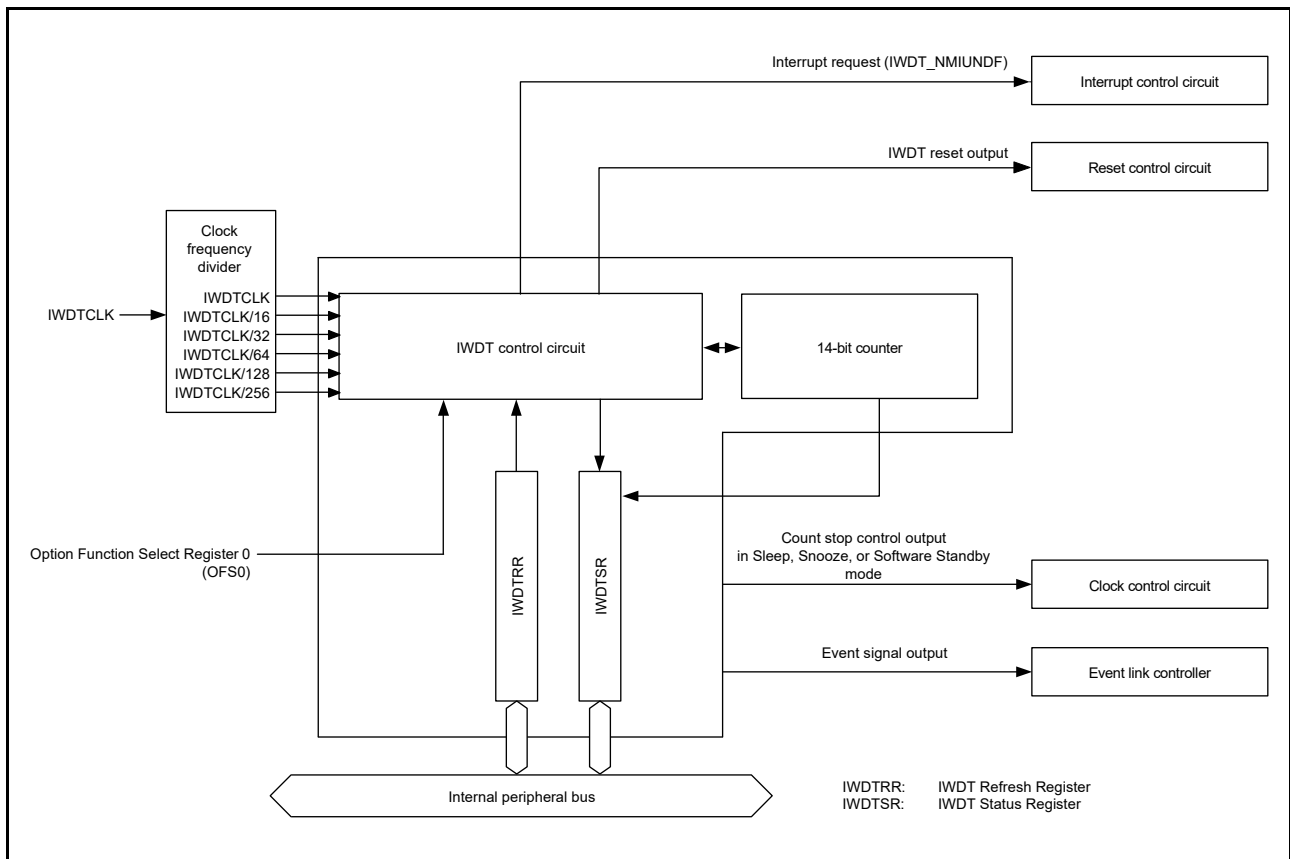 Interrupt request (IWDT_NMIUNDF)
Interrupt control circuit
IWDT reset output
Reset control circuit
Clock
frequency
divider
IWDTCLK
IWDTCLK
IWDTCLK/16
IWDTCLK/32
IWDTCLK/64
IWDTCLK/128
IWDTCLK/256
IWDT control circuit
14-bit counter
Option Function Select Register 0
(OFS0)
IWDTRR
IWDTSR
Count stop control output
in Sleep, Snooze, or Software Standby
mode
Clock control circuit
Event signal output
Event link controller
Internal peripheral bus
IWDTRR: IWDT Refresh Register
IWDTSR: IWDT Status Register